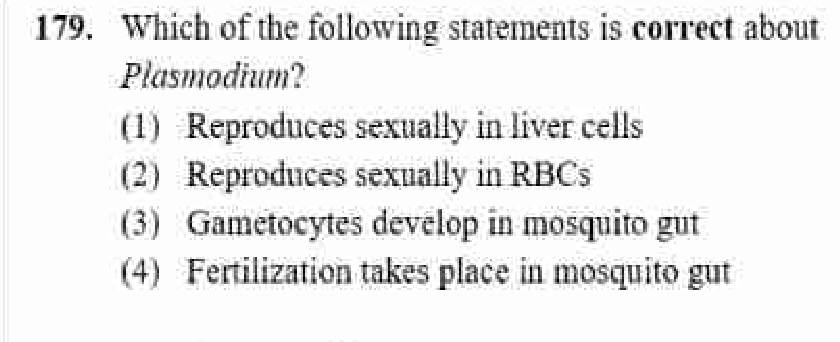 179. Which of the following statements is correct about
Plasmodium?
(1) Reproduces sexually in liver cells
(2) Reproduces sexually in RBCs
(3) Gametocytes develop in mosquito gut
(4) Fertilization takes place in mosquito gut